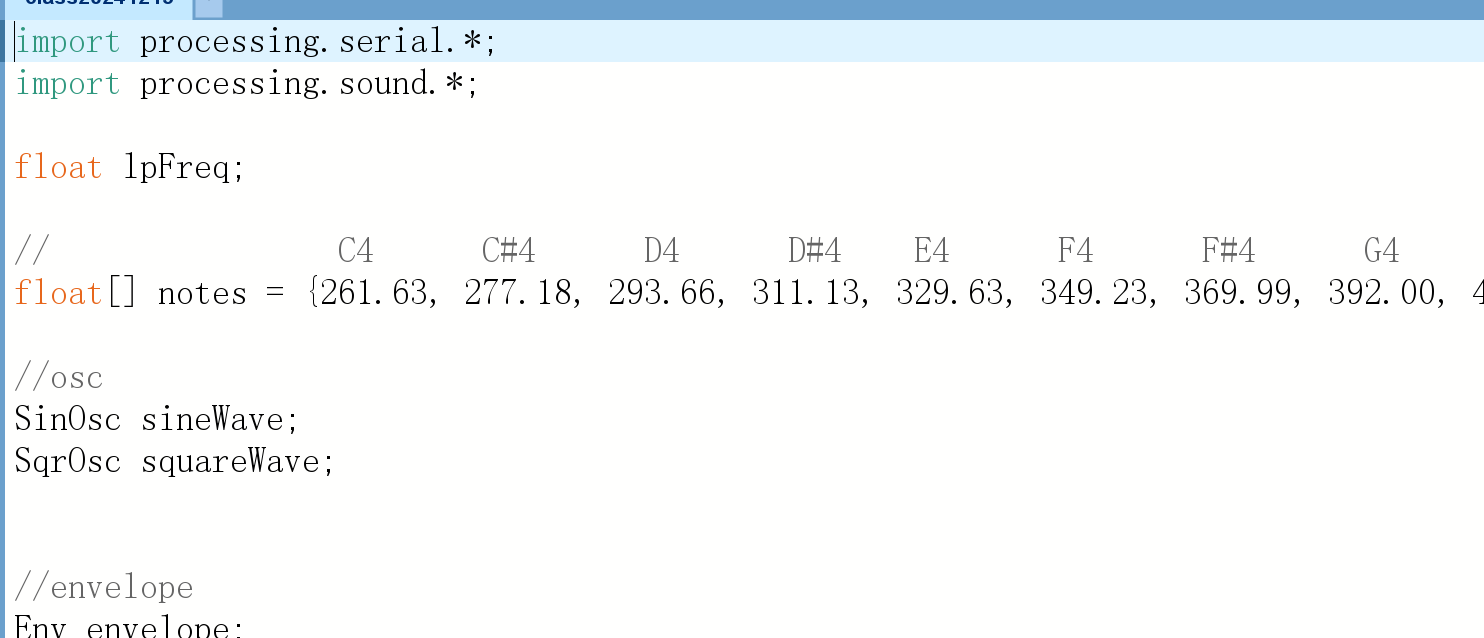 import processing.serial.*;
import processing.sound.*;
float lpFreq;
// C4 C#4 D4 D#4 E4 F4 F#4 G4
float[] notes = {261.63, 277.18, 293.66, 311.13, 329.63, 349.23, 369.99, 392.00, 4
//osc
SinOsc sineWave;
SqrOsc squareWave;
//envelope
Env envelope;